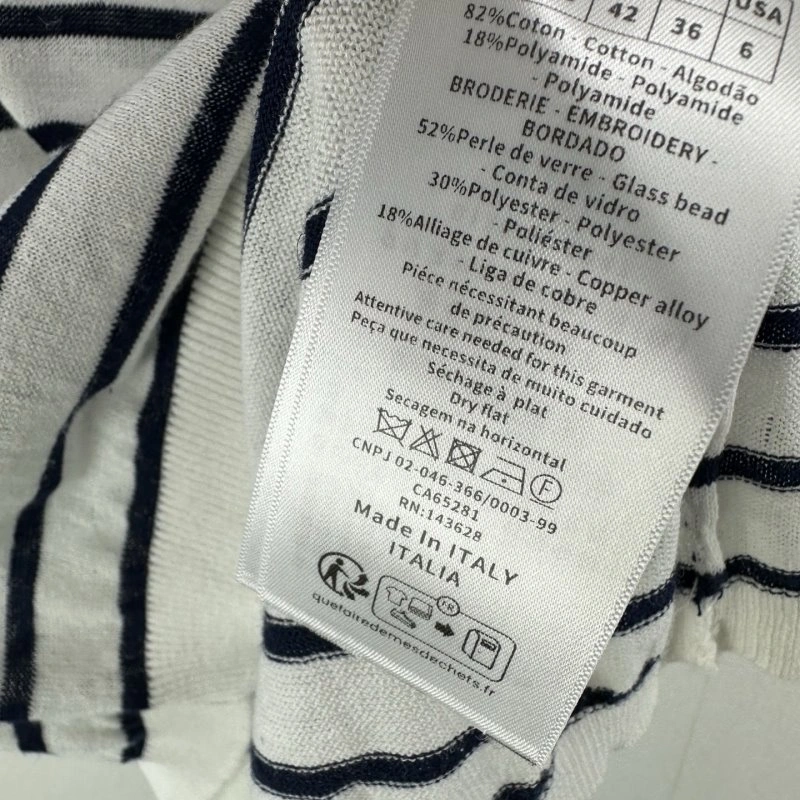 42 36 USA
6
82%Coton - Cotton - Algodão
18%Polyamide - Polyamide
- Polyamide
BRODERIE - EMBROIDERY -
BORDADO
52%Perle de verre - Glass bead
- Conta de vidro
30%Polyester - Polyester
- Poliéster
18%Alliage de cuivre - Copper alloy
- Liga de cobre
Piéce nécessitant beaucoup
de précaution
Attentive care needed for this garment
Peça que necessita de muito cuidado
Séchage à plat
Dry flat
Secagem na horizontal
F
CNPJ 02-046-366/0003-99
CA65281
RN:143628
Made In ITALY
ITALIA
FR
quefairedemesdechets.fr